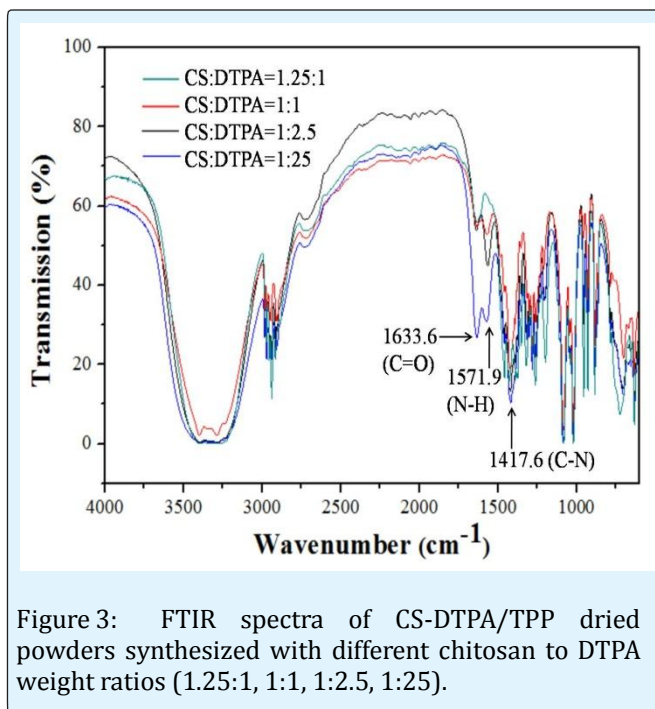 100
80
60
40
20
0
Transmission (%)
CS:DTPA=1.25:1
CS:DTPA=1:1
CS:DTPA=1:2.5
CS:DTPA=1:25
1633.6
(C=O)
1571.9
(N-H)
1417.6 (C-N)
4000 3500 3000 2500 2000 1500 1000
Wavenumber (cm⁻¹)
Figure 3: FTIR spectra of CS-DTPA/TPP dried
powders synthesized with different chitosan to DTPA
weight ratios (1.25:1, 1:1, 1:2.5, 1:25).